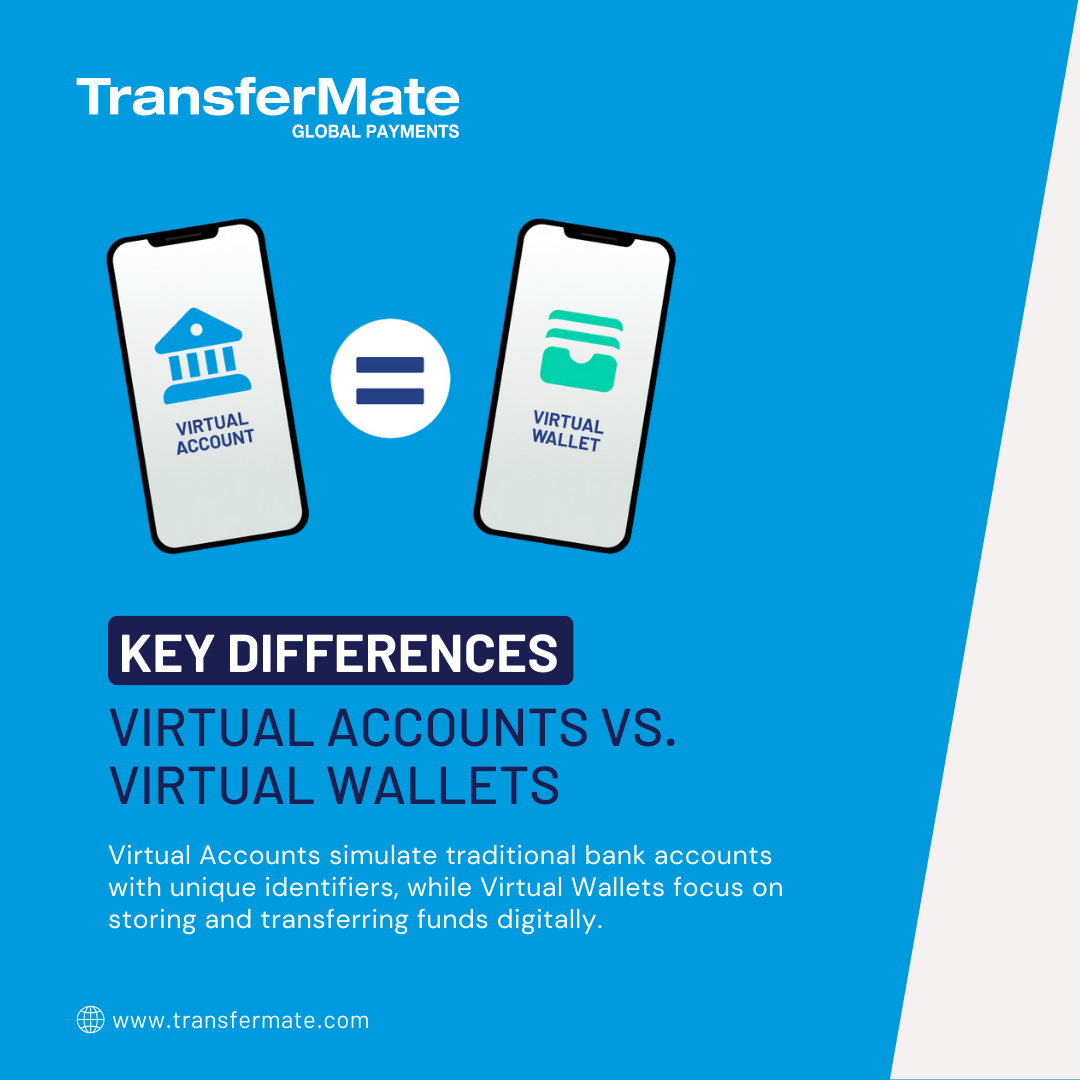 TransferMate
GLOBAL PAYMENTS
VIRTUAL
ACCOUNT
VIRTUAL
WALLET
KEY DIFFERENCES
VIRTUAL ACCOUNTS VS.
VIRTUAL WALLETS
Virtual Accounts simulate traditional bank accounts
with unique identifiers, while Virtual Wallets focus on
storing and transferring funds digitally.
www.transfermate.com